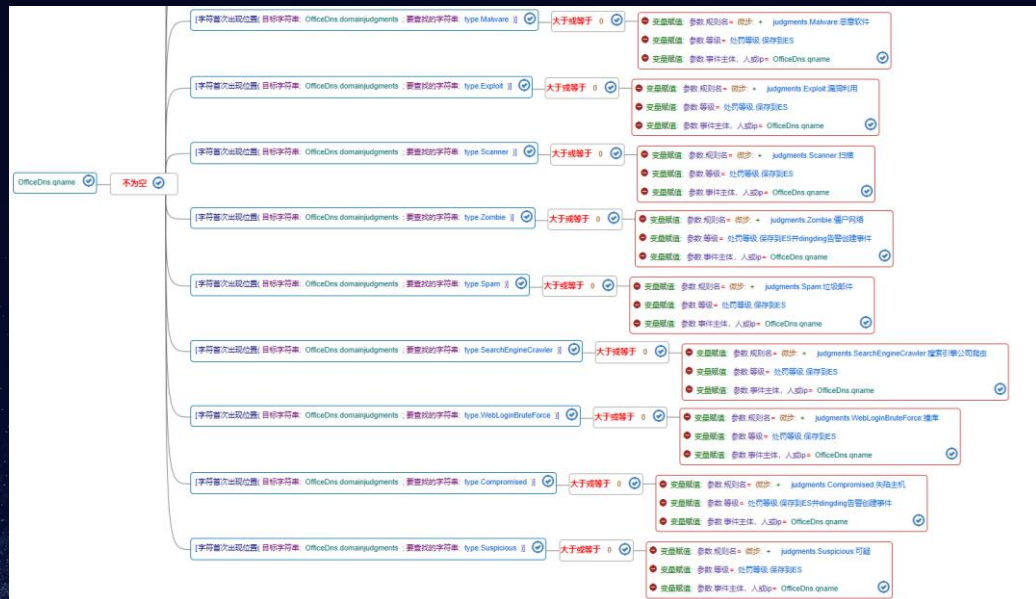 [字符首次出现位置( 目标字符串: OfficeDns.domainjudgments ; 要查找的字符串: type.Malware )] 大于或等于 0
变量赋值: 参数.规则名= 微步: + judgments.Malware:恶意软件
变量赋值: 参数.等级= 处罚等级.保存到ES
变量赋值: 参数.事件主体，人或ip= OfficeDns.qname
[字符首次出现位置( 目标字符串: OfficeDns.domainjudgments ; 要查找的字符串: type.Exploit )] 大于或等于 0
变量赋值: 参数.规则名= 微步: + judgments.Exploit:漏洞利用
变量赋值: 参数.等级= 处罚等级.保存到ES
变量赋值: 参数.事件主体，人或ip= OfficeDns.qname
[字符首次出现位置( 目标字符串: OfficeDns.domainjudgments ; 要查找的字符串: type.Scanner )] 大于或等于 0
变量赋值: 参数.规则名= 微步: + judgments.Scanner:扫描
变量赋值: 参数.等级= 处罚等级.保存到ES
变量赋值: 参数.事件主体，人或ip= OfficeDns.qname
OfficeDns.qname 不为空
[字符首次出现位置( 目标字符串: OfficeDns.domainjudgments ; 要查找的字符串: type.Zombie )] 大于或等于 0
变量赋值: 参数.规则名= 微步: + judgments.Zombie:僵尸网络
变量赋值: 参数.等级= 处罚等级.保存到ES并dingding告警创建事件
变量赋值: 参数.事件主体，人或ip= OfficeDns.qname
[字符首次出现位置( 目标字符串: OfficeDns.domainjudgments ; 要查找的字符串: type.Spam )] 大于或等于 0
变量赋值: 参数.规则名= 微步: + judgments.Spam:垃圾邮件
变量赋值: 参数.等级= 处罚等级.保存到ES
变量赋值: 参数.事件主体，人或ip= OfficeDns.qname
[字符首次出现位置( 目标字符串: OfficeDns.domainjudgments ; 要查找的字符串: type.SearchEngineCrawler )] 大于或等于 0
变量赋值: 参数.规则名= 微步: + judgments.SearchEngineCrawler:搜索引擎公司爬虫
变量赋值: 参数.等级= 处罚等级.保存到ES
变量赋值: 参数.事件主体，人或ip= OfficeDns.qname
[字符首次出现位置( 目标字符串: OfficeDns.domainjudgments ; 要查找的字符串: type.WebLoginBruteForce )] 大于或等于 0
变量赋值: 参数.规则名= 微步: + judgments.WebLoginBruteForce:撞库
变量赋值: 参数.等级= 处罚等级.保存到ES
变量赋值: 参数.事件主体，人或ip= OfficeDns.qname
[字符首次出现位置( 目标字符串: OfficeDns.domainjudgments ; 要查找的字符串: type.Compromised )] 大于或等于 0
变量赋值: 参数.规则名= 微步: + judgments.Compromised:失陷主机
变量赋值: 参数.等级= 处罚等级.保存到ES并dingding告警创建事件
变量赋值: 参数.事件主体，人或ip= OfficeDns.qname
[字符首次出现位置( 目标字符串: OfficeDns.domainjudgments ; 要查找的字符串: type.Suspicious )] 大于或等于 0
变量赋值: 参数.规则名= 微步: + judgments.Suspicious:可疑
变量赋值: 参数.等级= 处罚等级.保存到ES
变量赋值: 参数.事件主体，人或ip= OfficeDns.qname